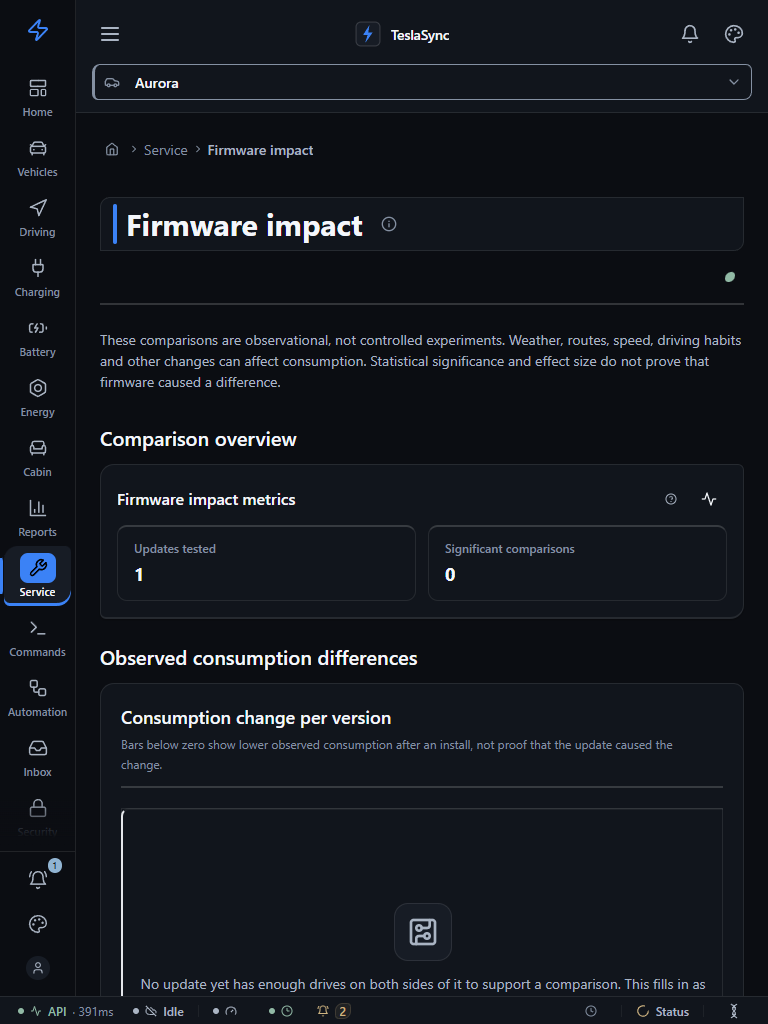 TeslaSync
Aurora
Home
Vehicles
Driving
Charging
Battery
Energy
Cabin
Reports
Service
Commands
Automation
Inbox
Security
1
Service
Firmware impact
Firmware impact
These comparisons are observational, not controlled experiments. Weather, routes, speed, driving habits
and other changes can affect consumption. Statistical significance and effect size do not prove that
firmware caused a difference.
Comparison overview
Firmware impact metrics
Updates tested
1
Significant comparisons
0
Observed consumption differences
Consumption change per version
Bars below zero show lower observed consumption after an install, not proof that the update caused the
change.
No update yet has enough drives on both sides of it to support a comparison. This fills in as
API · 391ms
Idle
2
Status